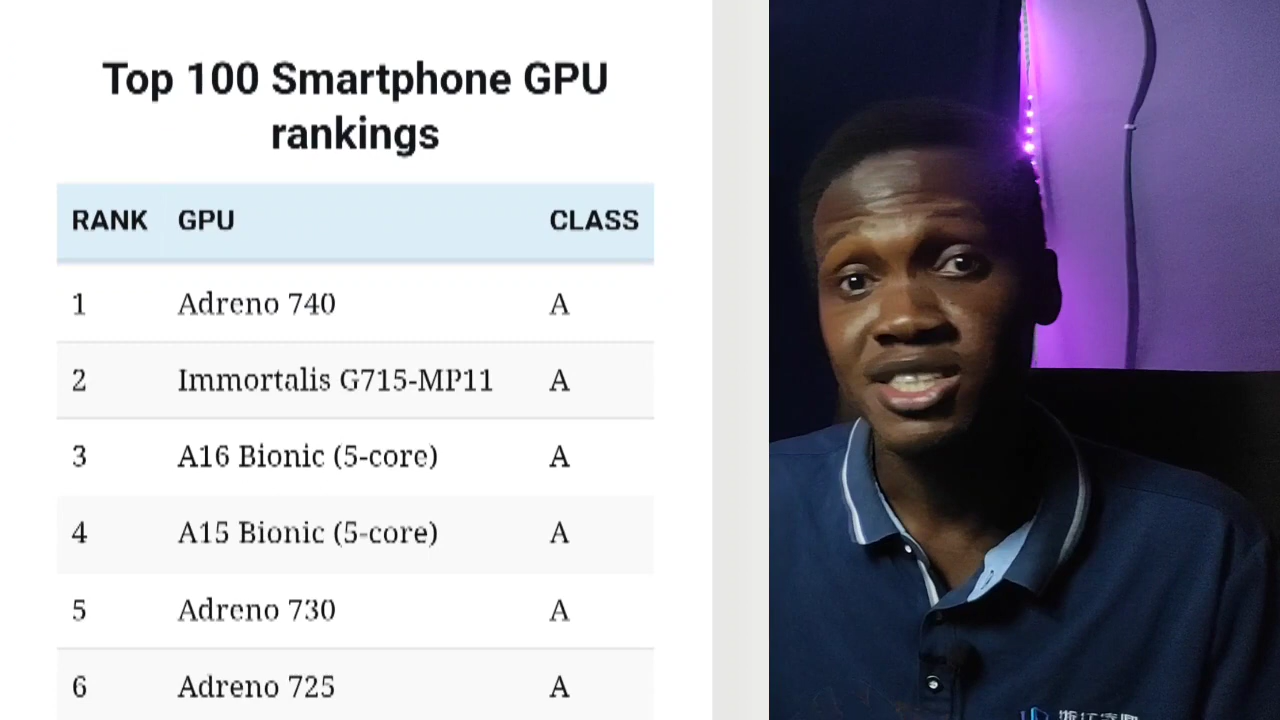 Top 100 Smartphone GPU
rankings
RANK GPU CLASS
1 Adreno 740 A
2 Immortalis G715-MP11 A
3 A16 Bionic (5-core) A
4 A15 Bionic (5-core) A
5 Adreno 730 A
6 Adreno 725 A